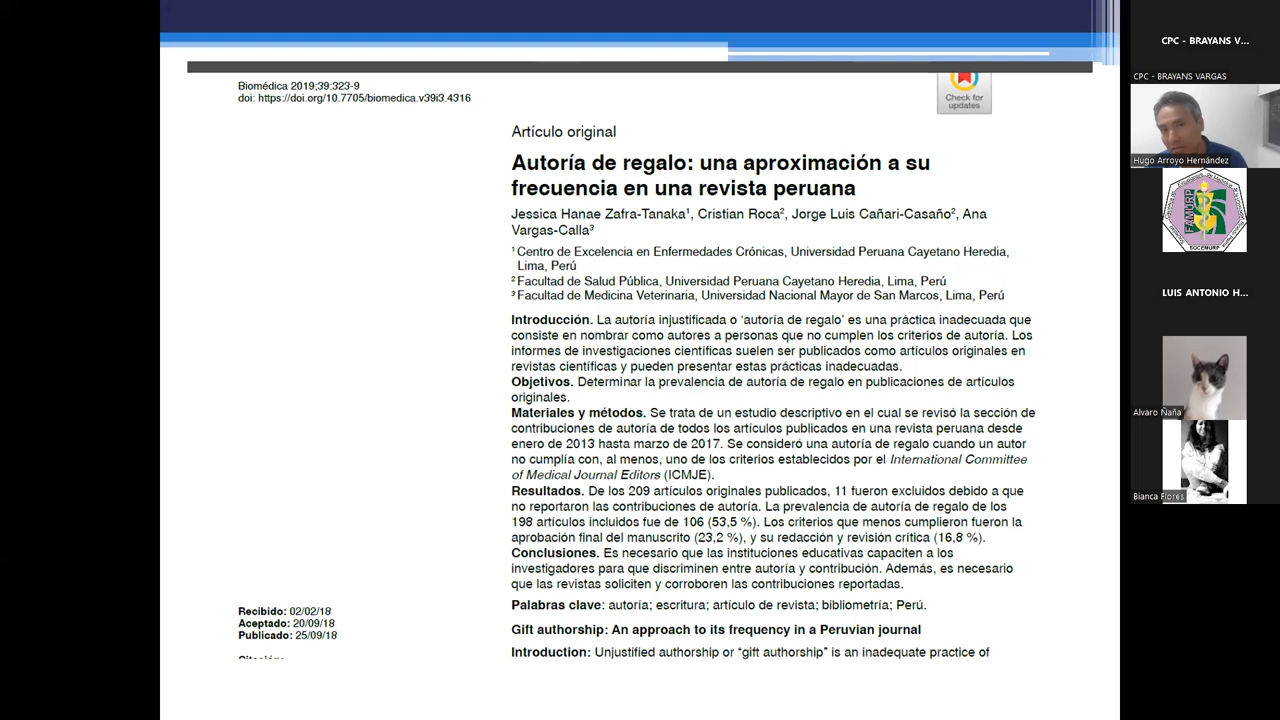 Biomédica 2019;39:323-9
doi: https://doi.org/10.7705/biomedica.v39i3.4316
Check for
updates
Artículo original
Autoría de regalo: una aproximación a su
frecuencia en una revista peruana
Jessica Hanae Zafra-Tanaka¹, Cristian Roca², Jorge Luis Cañari-Casaño², Ana
Vargas-Calla³
¹ Centro de Excelencia en Enfermedades Crónicas, Universidad Peruana Cayetano Heredia,
Lima, Perú
² Facultad de Salud Pública, Universidad Peruana Cayetano Heredia, Lima, Perú
³ Facultad de Medicina Veterinaria, Universidad Nacional Mayor de San Marcos, Lima, Perú
Introducción. La autoría injustificada o ‘autoría de regalo’ es una práctica inadecuada que
consiste en nombrar como autores a personas que no cumplen los criterios de autoría. Los
informes de investigaciones científicas suelen ser publicados como artículos originales en
revistas científicas y pueden presentar estas prácticas inadecuadas.
Objetivos. Determinar la prevalencia de autoría de regalo en publicaciones de artículos
originales.
Materiales y métodos. Se trata de un estudio descriptivo en el cual se revisó la sección de
contribuciones de autoría de todos los artículos publicados en una revista peruana desde
enero de 2013 hasta marzo de 2017. Se consideró una autoría de regalo cuando un autor
no cumplía con, al menos, uno de los criterios establecidos por el International Committee
of Medical Journal Editors (ICMJE).
Resultados. De los 209 artículos originales publicados, 11 fueron excluidos debido a que
no reportaron las contribuciones de autoría. La prevalencia de autoría de regalo de los
198 artículos incluidos fue de 106 (53,5 %). Los criterios que menos cumplieron fueron la
aprobación final del manuscrito (23,2 %), y su redacción y revisión crítica (16,8 %).
Conclusiones. Es necesario que las instituciones educativas capaciten a los
investigadores para que discriminen entre autoría y contribución. Además, es necesario
que las revistas soliciten y corroboren las contribuciones reportadas.
Palabras clave: autoría; escritura; artículo de revista; bibliometría; Perú.
Gift authorship: An approach to its frequency in a Peruvian journal
Introduction: Unjustified authorship or “gift authorship” is an inadequate practice of
Recibido: 02/02/18
Aceptado: 20/09/18
Publicado: 25/09/18
CPC - BRAYANS V...
CPC - BRAYANS VARGAS
Hugo Arroyo Hernández
FAMURP
SOCEMURP
LUIS ANTONIO H...
Alvaro Ñaña
Bianca Flores